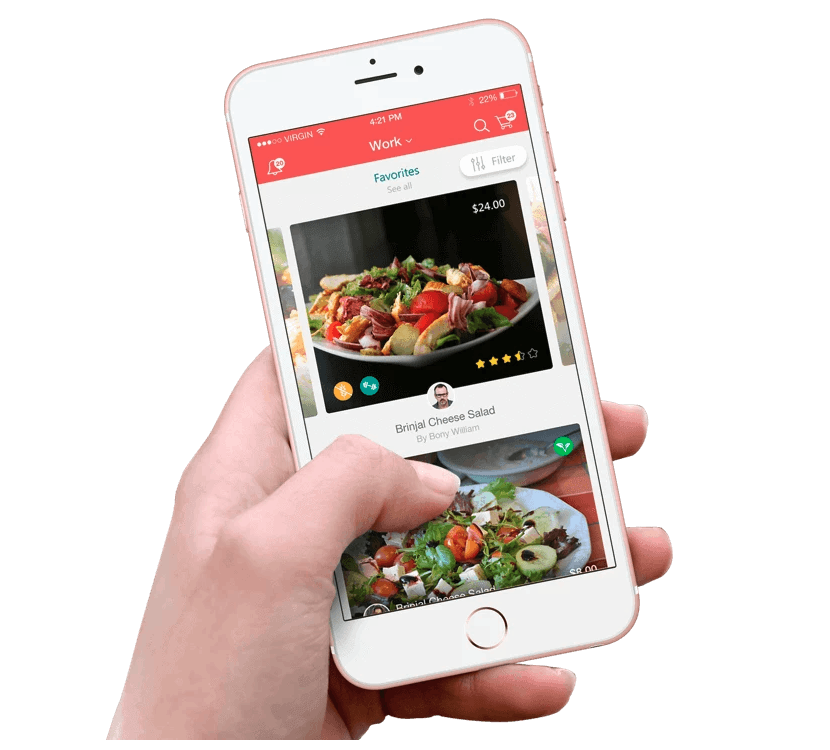 VIRGIN
4:21 PM
22%
20
Work
23
Favorites
See all
Filter
$24.00
Brinjal Cheese Salad
By Bony William
$8.00
Brinjal Cheese Salad